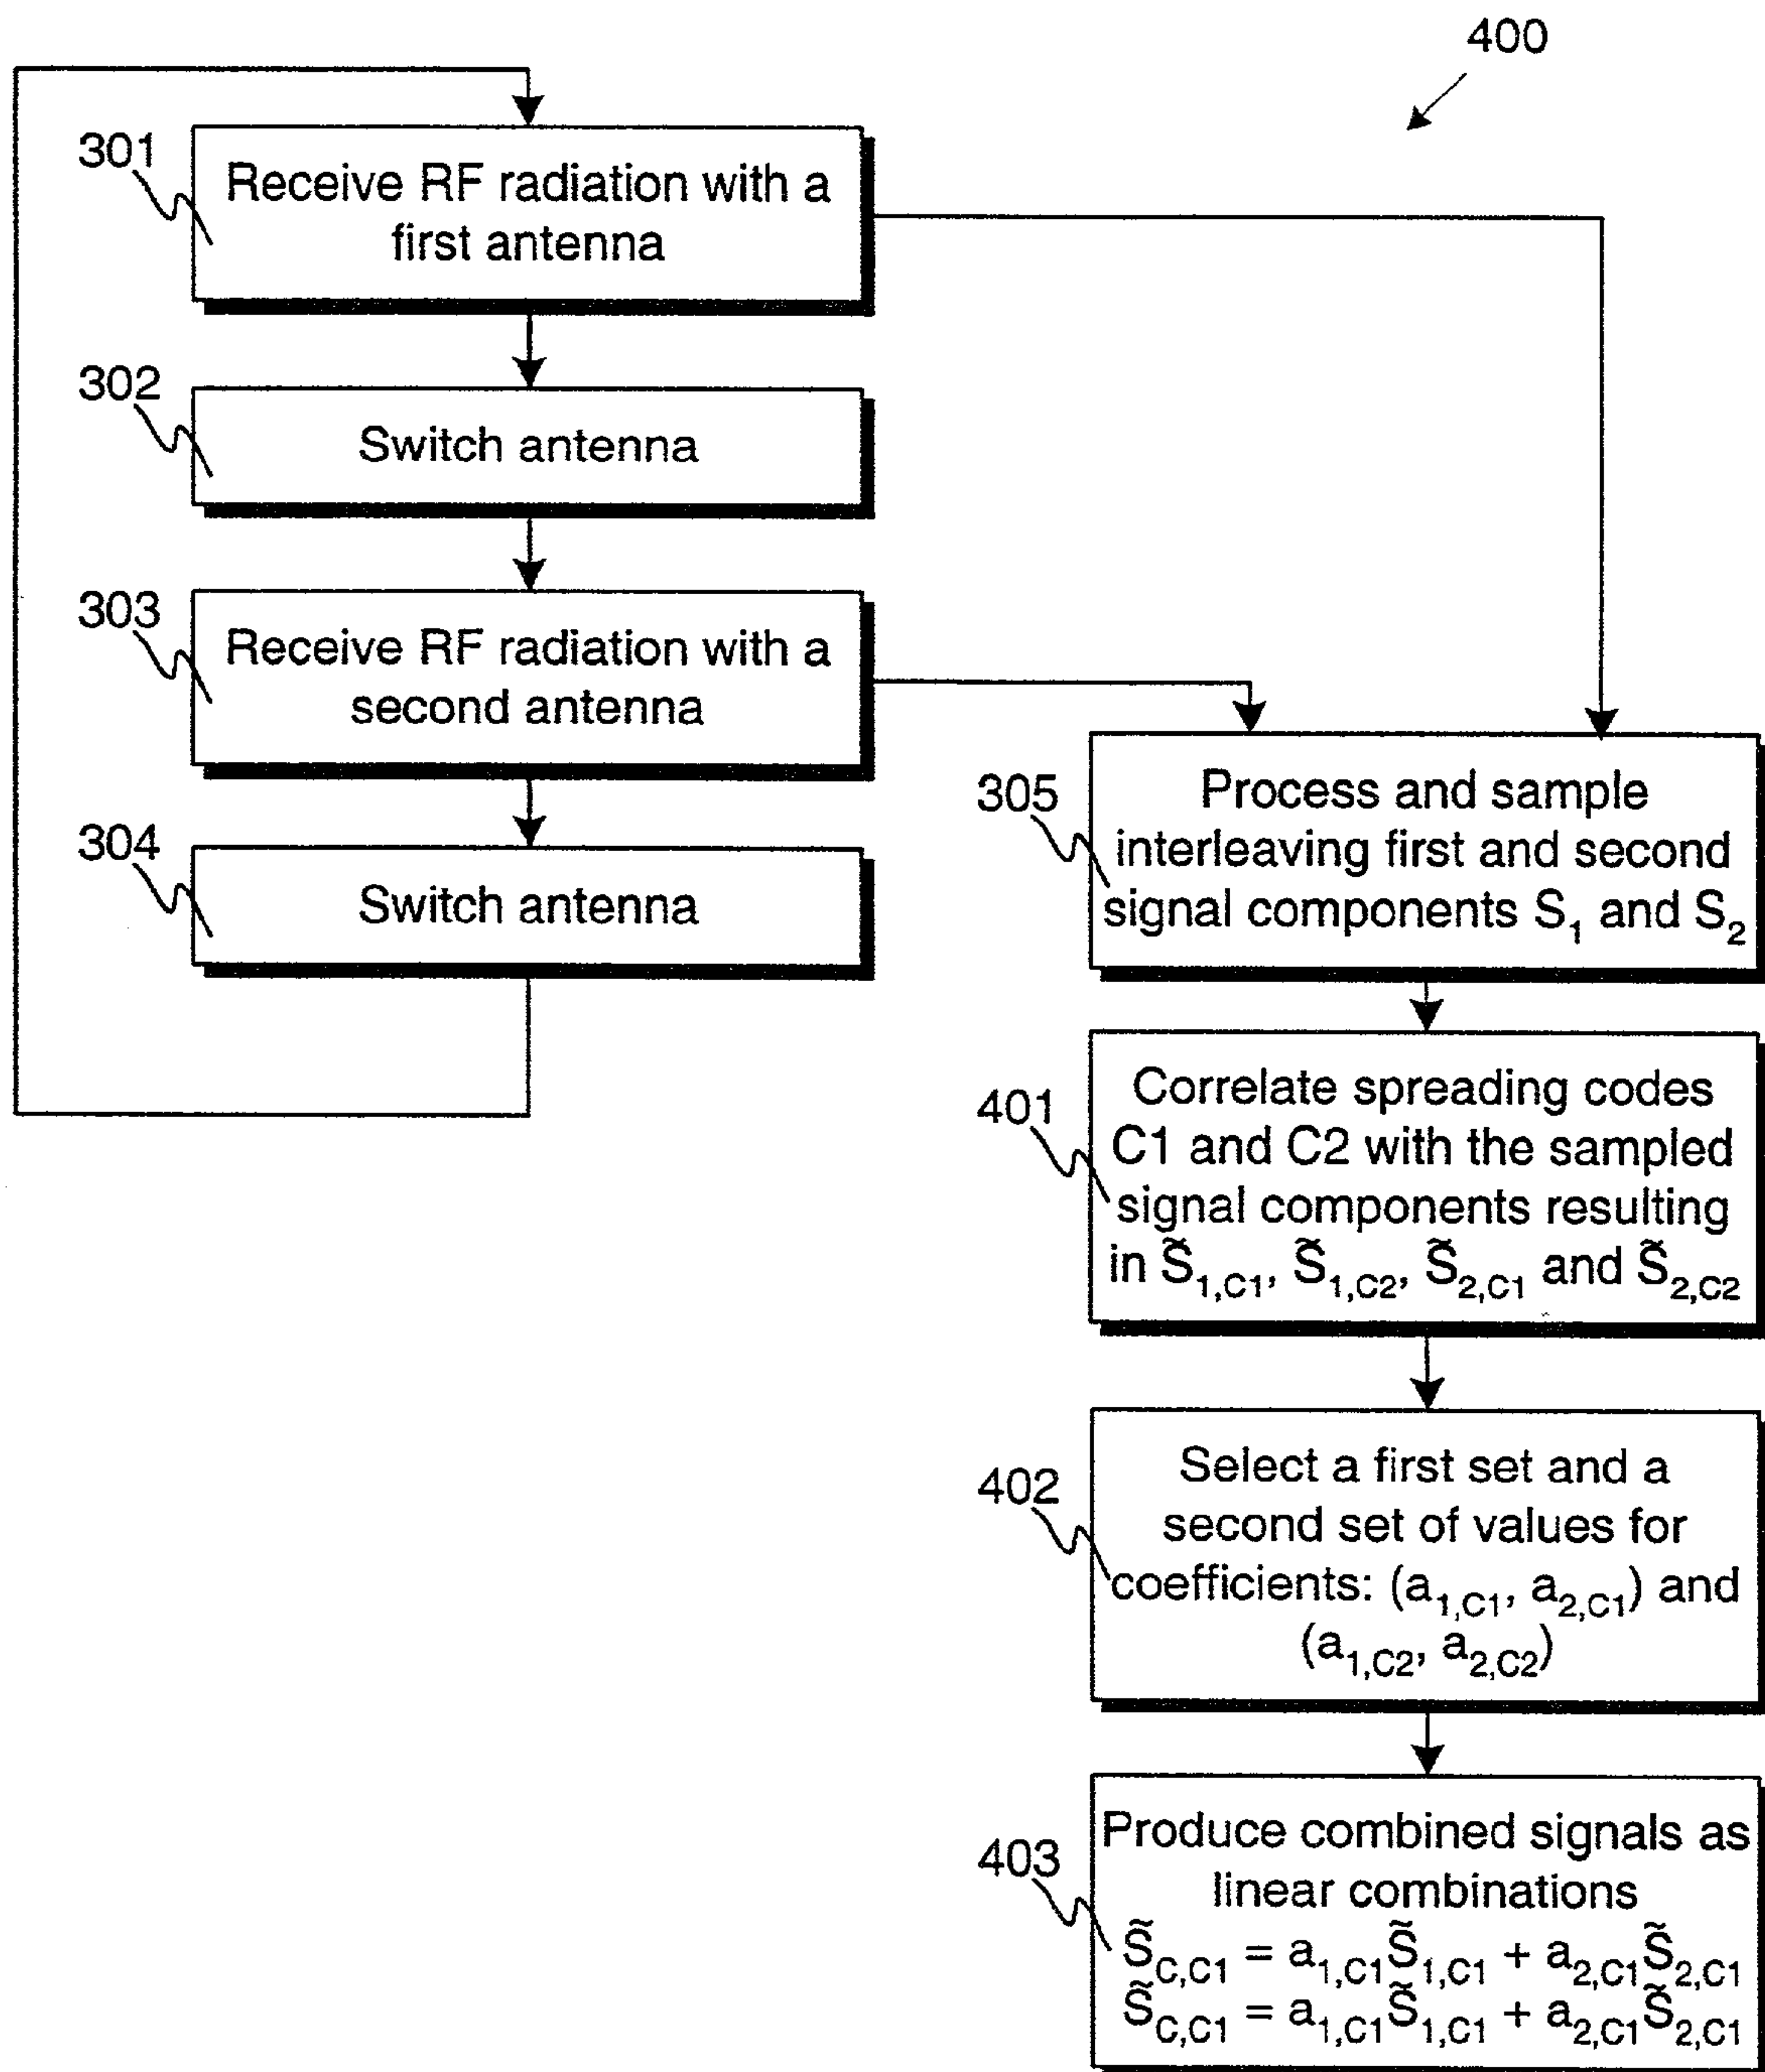 400
301
Receive RF radiation with a
first antenna
302
Switch antenna
303
Receive RF radiation with a
second antenna
304
Switch antenna
305
Process and sample
interleaving first and second
signal components S₁ and S₂
401
Correlate spreading codes
C1 and C2 with the sampled
signal components resulting
in S̃₁,C1, S̃₁,C2, S̃₂,C1 and S̃₂,C2
402
Select a first set and a
second set of values for
coefficients: (a₁,C1, a₂,C1) and
(a₁,C2, a₂,C2)
403
Produce combined signals as
linear combinations
S̃C,C1 = a₁,C1S̃₁,C1 + a₂,C1S̃₂,C1
S̃C,C1 = a₁,C1S̃₁,C1 + a₂,C1S̃₂,C1